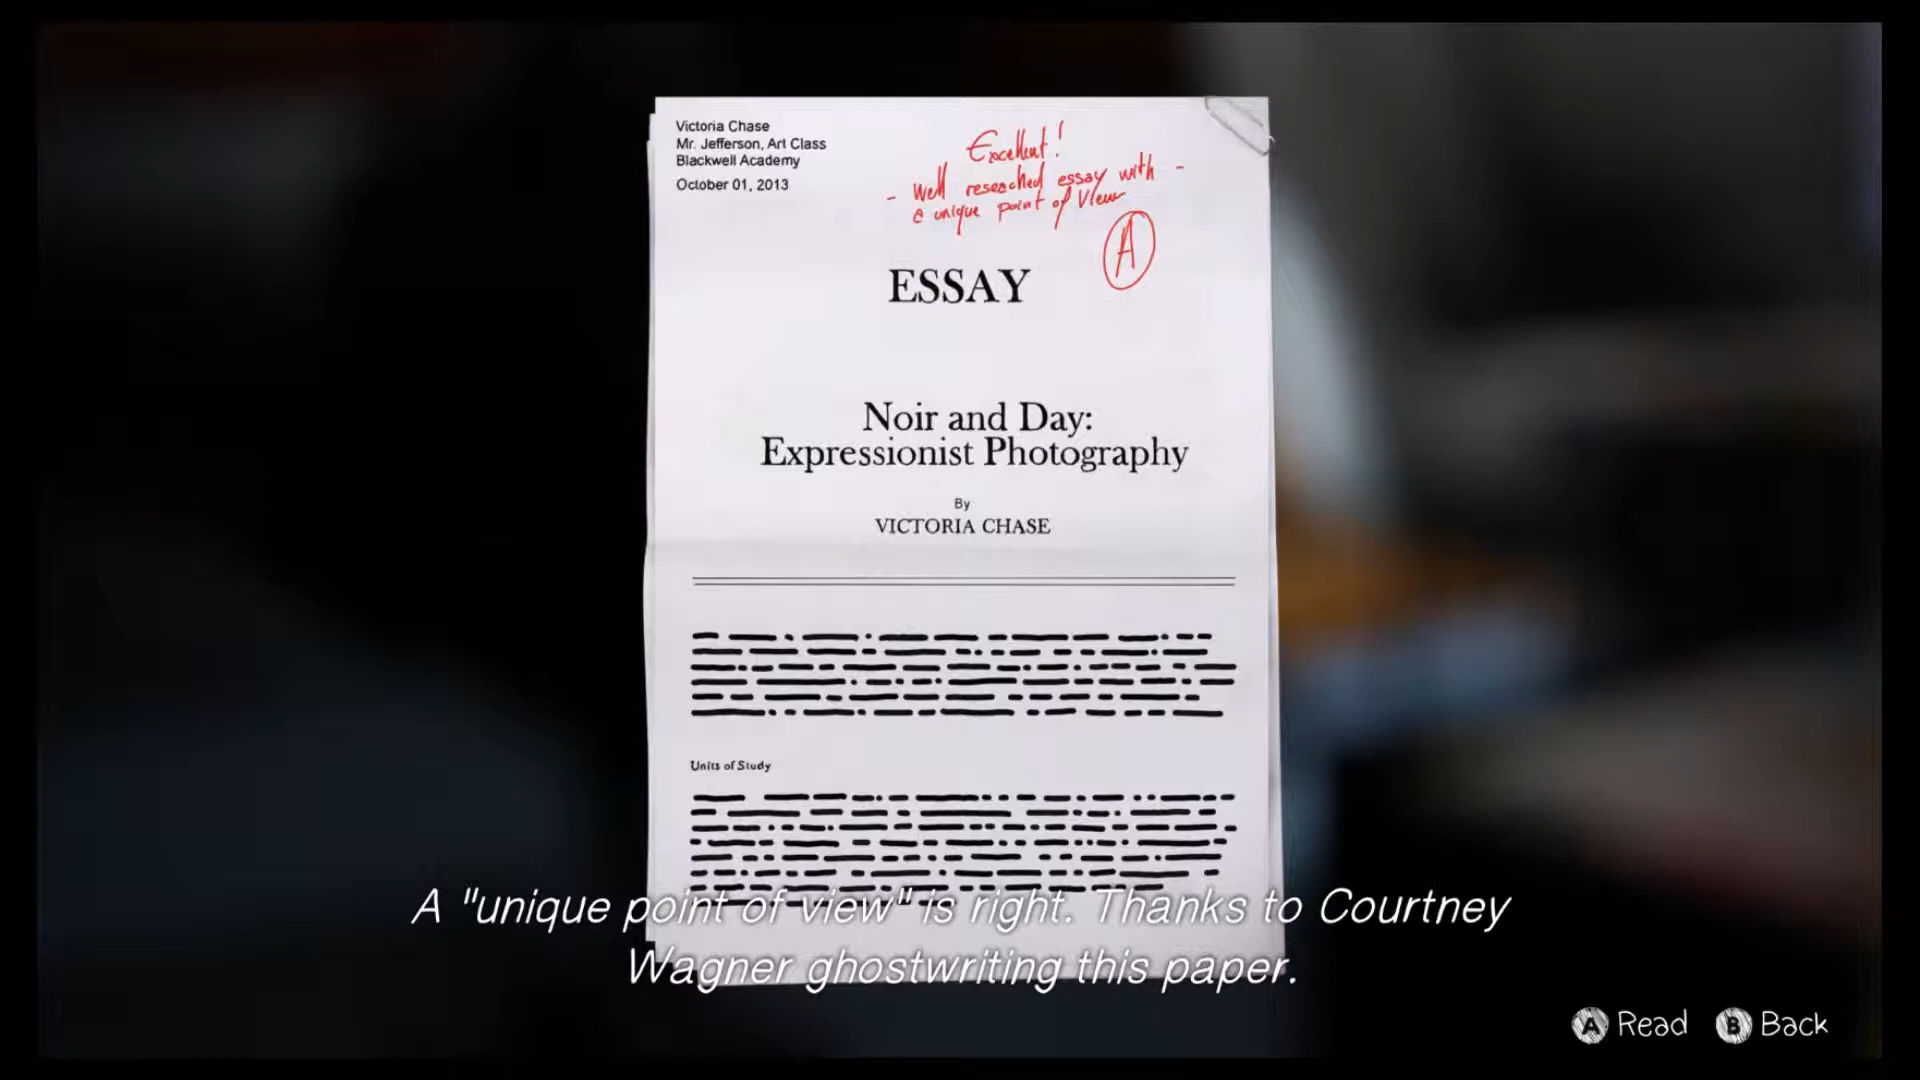 Victoria Chase
Mr. Jefferson, Art Class
Blackwell Academy
October 01, 2013
Excellent!
- Well reseached essay with -
a unique point of View
A
ESSAY
Noir and Day:
Expressionist Photography
By
VICTORIA CHASE
Units of Study
A "unique point of view" is right. Thanks to Courtney
Wagner ghostwriting this paper.
A Read B Back